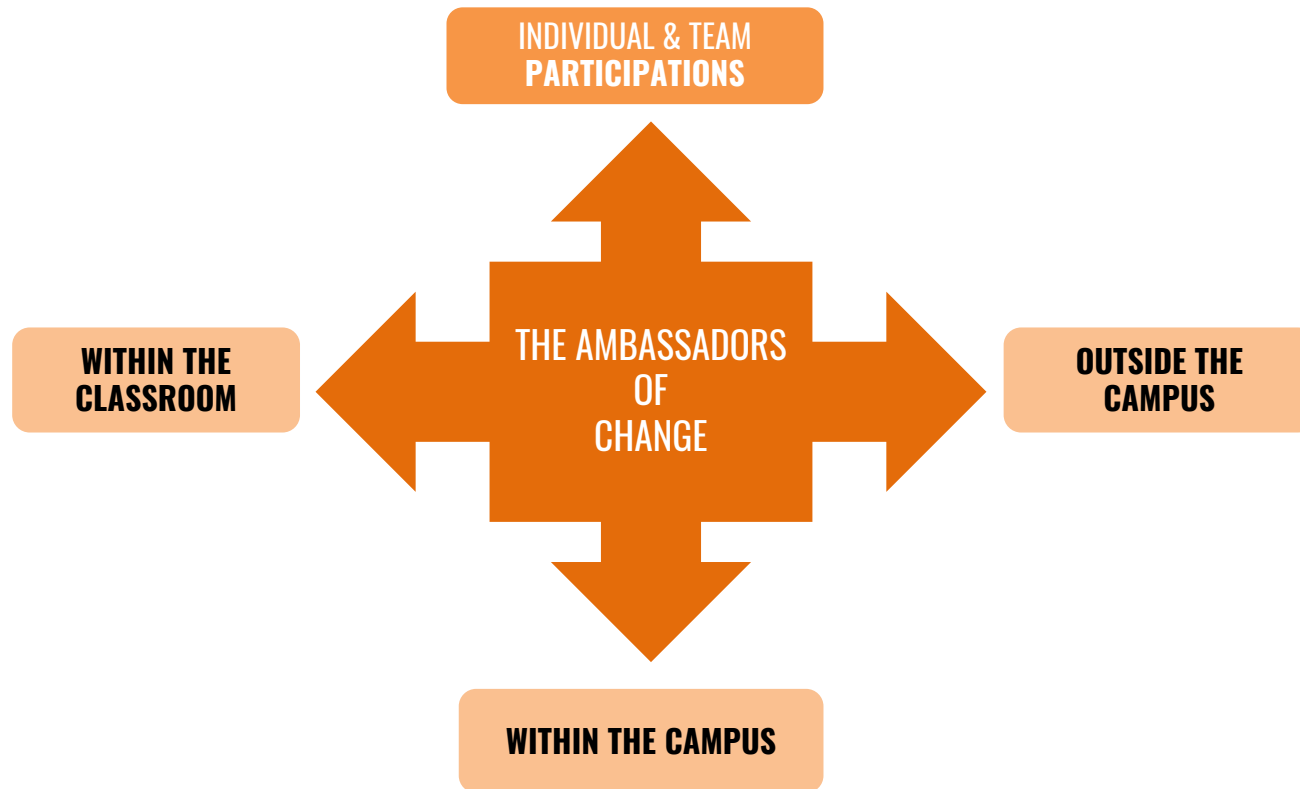 INDIVIDUAL & TEAM
PARTICIPATIONS
THE AMBASSADORS
OF
CHANGE
WITHIN THE
CLASSROOM
OUTSIDE THE
CAMPUS
WITHIN THE CAMPUS